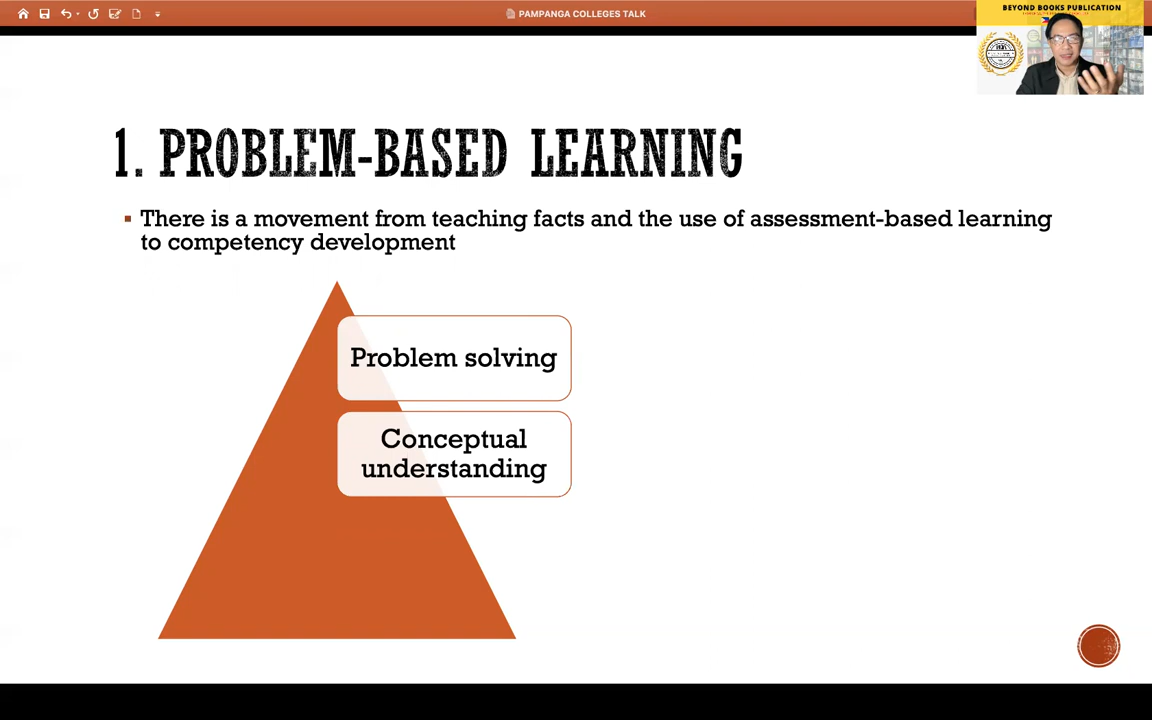 PAMPANGA COLLEGES TALK
BEYOND BOOKS PUBLICATION
1. PROBLEM-BASED LEARNING
There is a movement from teaching facts and the use of assessment-based learning
to competency development
Problem solving
Conceptual
understanding